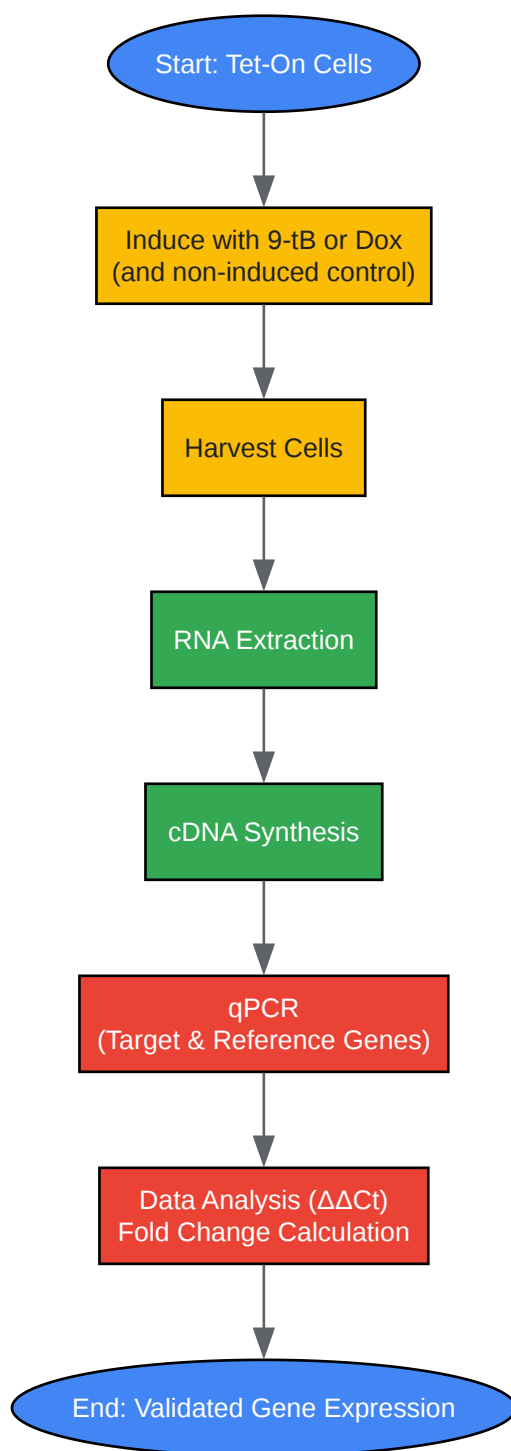 Start: Tet-On Cells
Induce with 9-tB or Dox
(and non-induced control)
Harvest Cells
RNA Extraction
cDNA Synthesis
qPCR
(Target & Reference Genes)
Data Analysis (ΔΔCt)
Fold Change Calculation
End: Validated Gene Expression